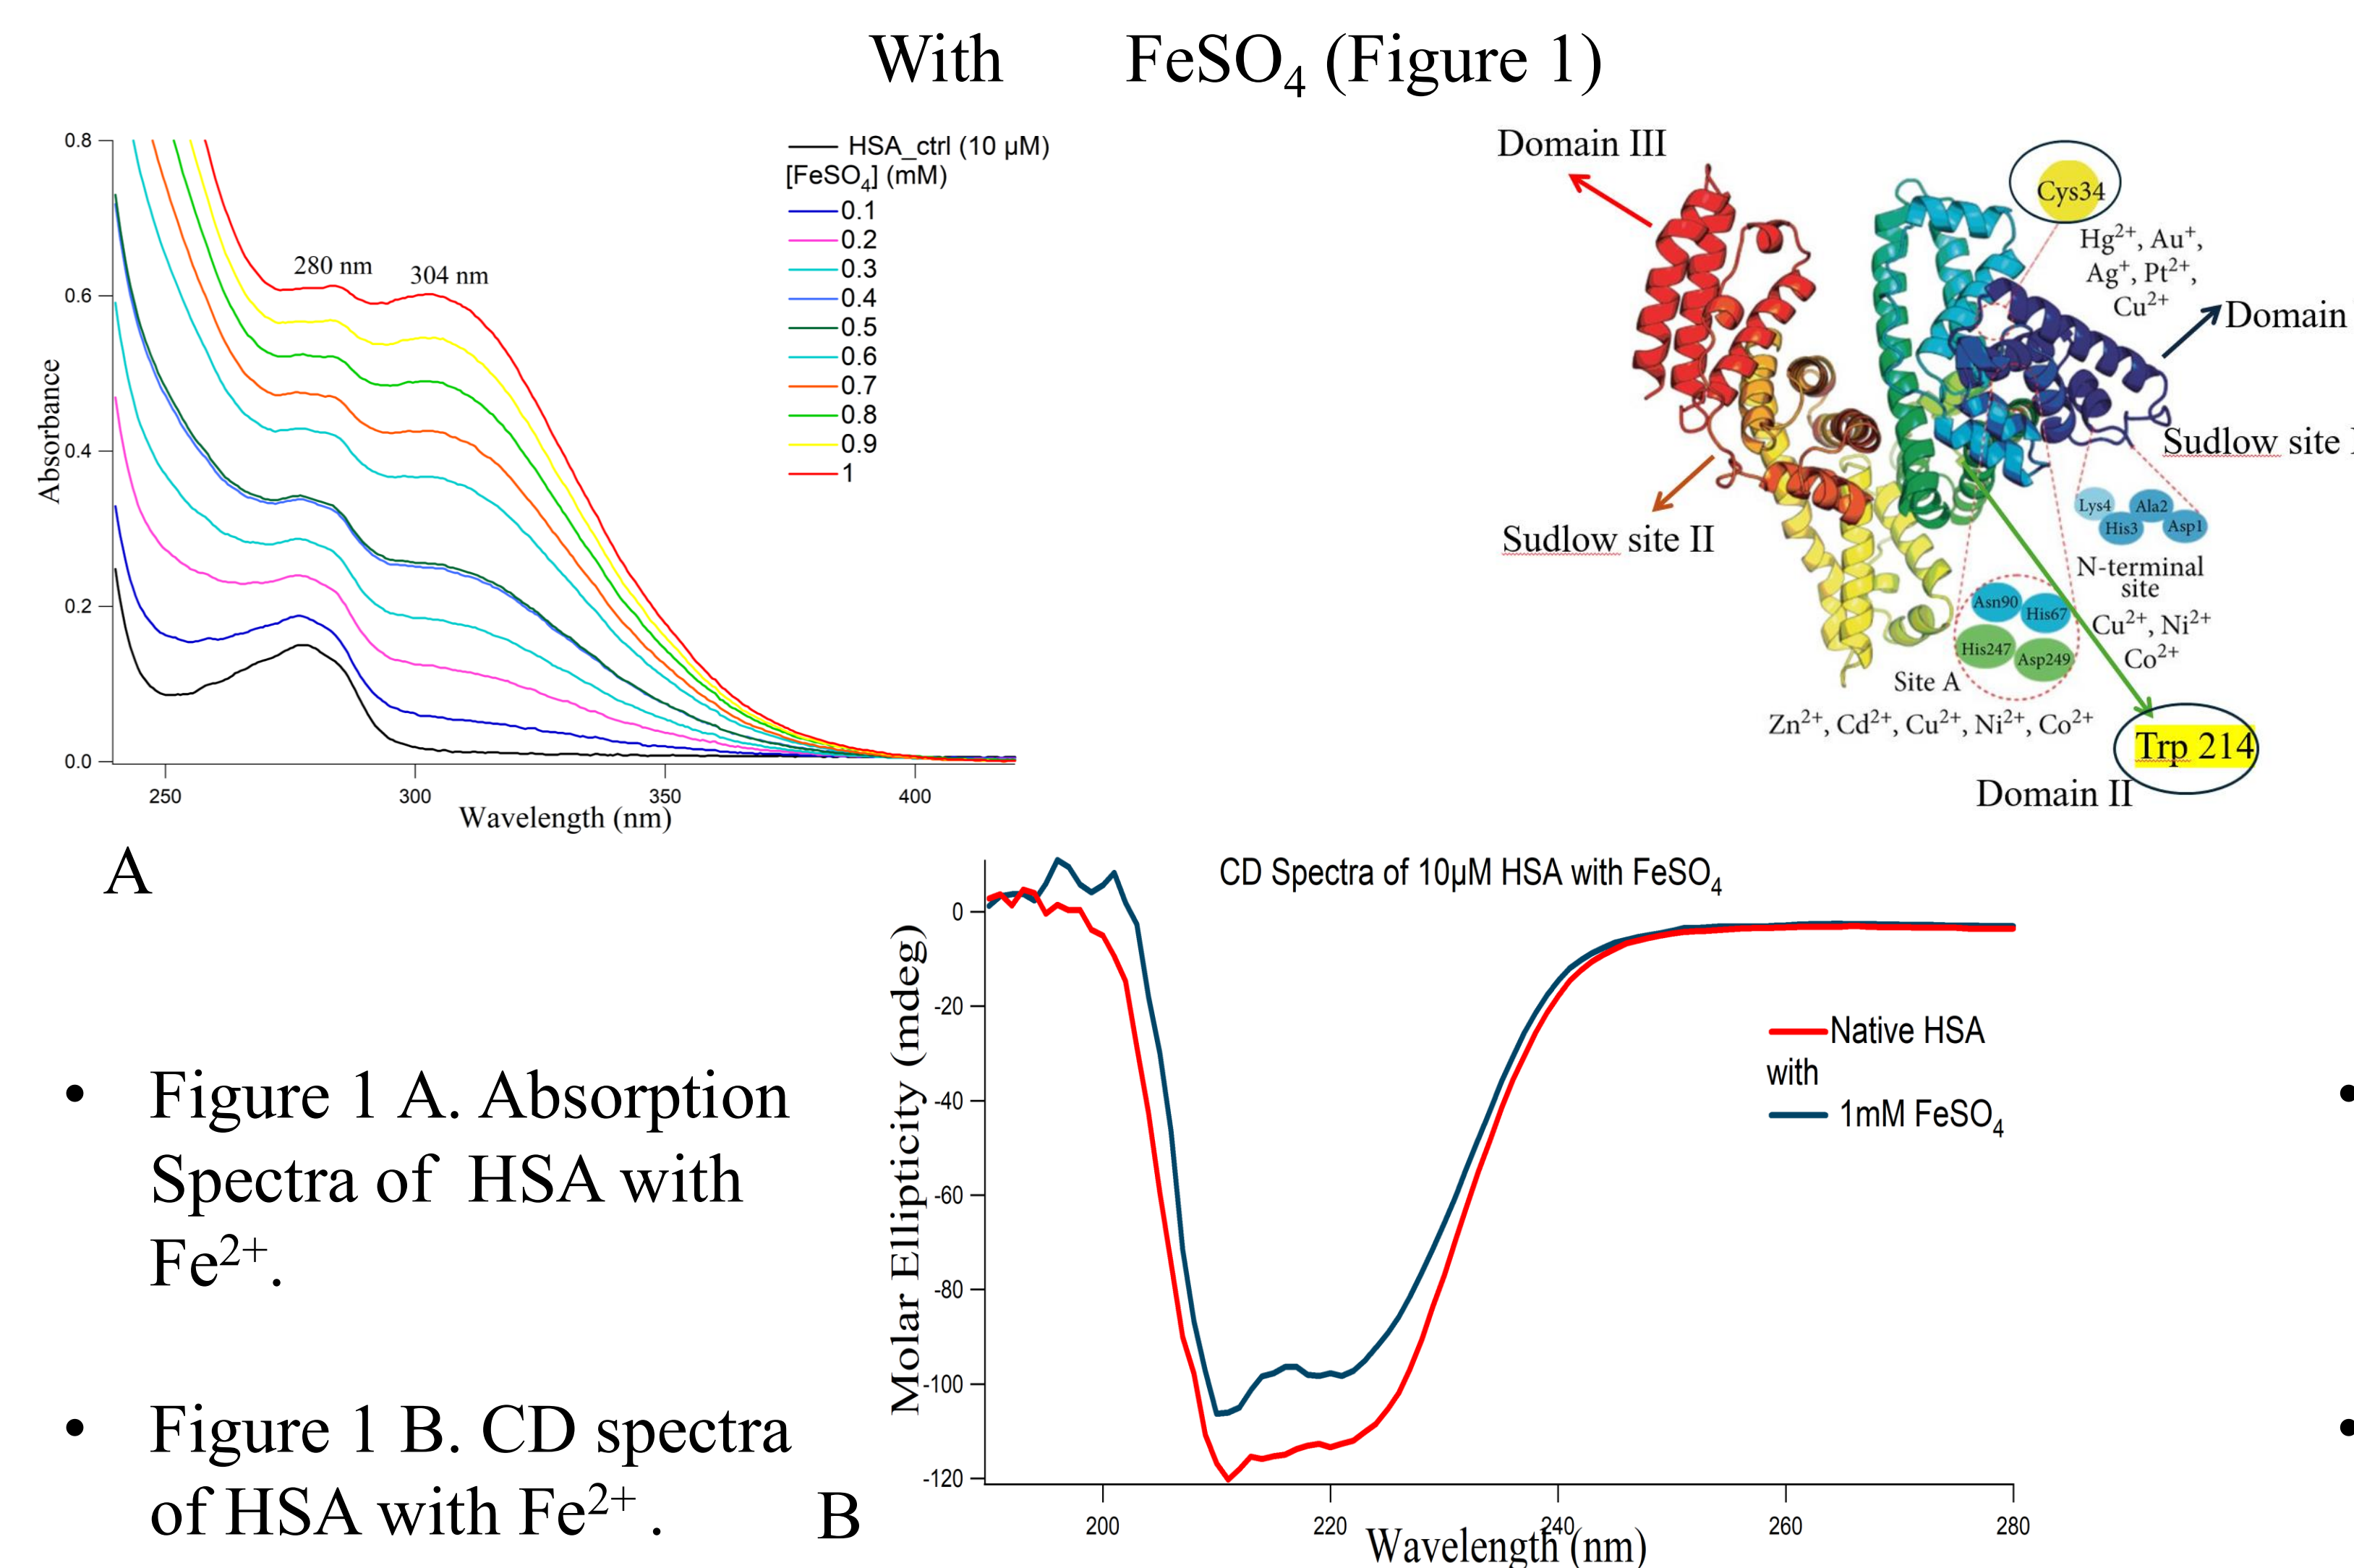 With FeSO4 (Figure 1)
0.8
0.6
0.4
0.2
0.0
Absorbance
280 nm
304 nm
250
300
350
400
Wavelength (nm)
HSA_ctrl (10 µM)
[FeSO4] (mM)
0.1
0.2
0.3
0.4
0.5
0.6
0.7
0.8
0.9
1
A
Domain III
Cys34
Hg2+, Au+,
Ag+, Pt2+,
Cu2+
Domain
Sudlow site
Sudlow site II
Lys4
Ala2
His3
Asp1
N-terminal
site
Cu2+, Ni2+
Co2+
Asn90
His67
His247
Asp249
Site A
Zn2+, Cd2+, Cu2+, Ni2+, Co2+
Trp 214
Domain II
• Figure 1 A. Absorption
Spectra of HSA with
Fe2+.
• Figure 1 B. CD spectra
of HSA with Fe2+ .
B
CD Spectra of 10µM HSA with FeSO4
Molar Ellipticity (mdeg)
0
-20
-40
-60
-80
-100
-120
Native HSA
with
1mM FeSO4
200
220
240
260
280
Wavelength (nm)
•
•